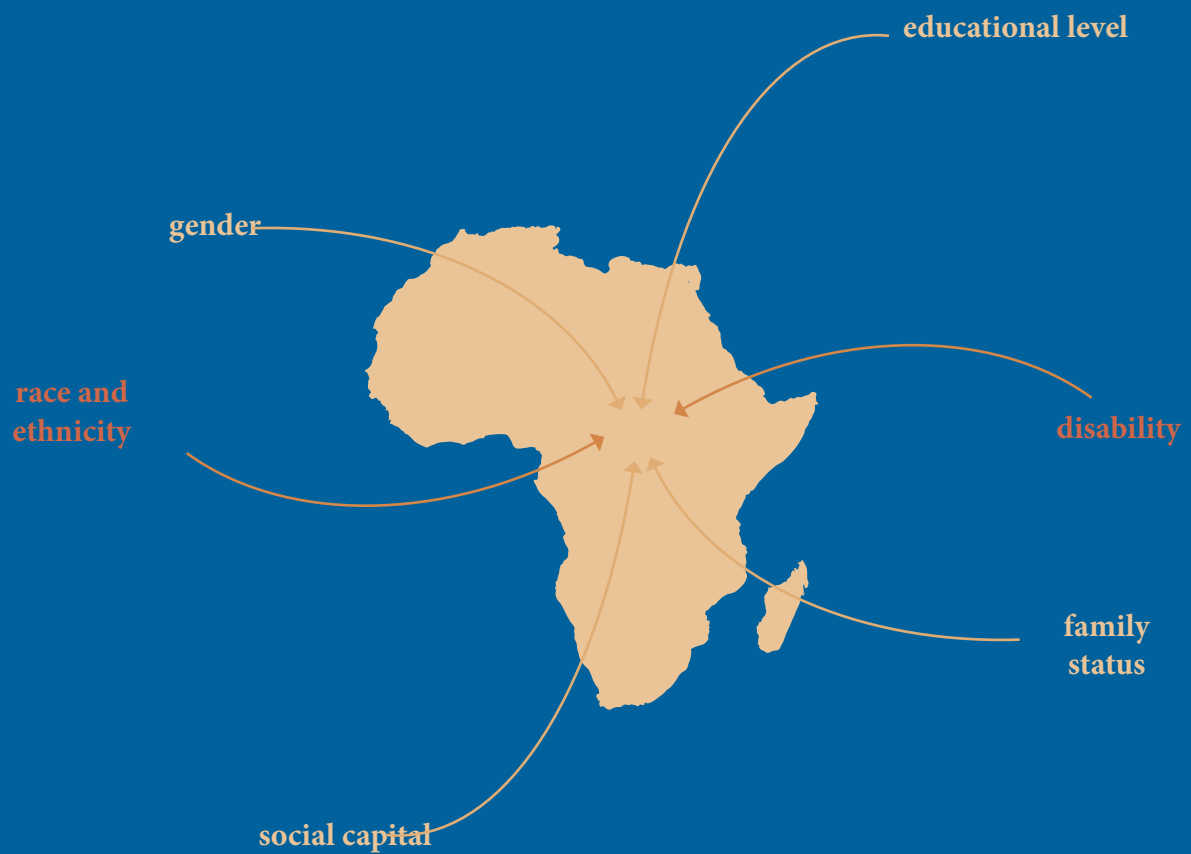 educational level
gender
race and
ethnicity
disability
family
status
social capital